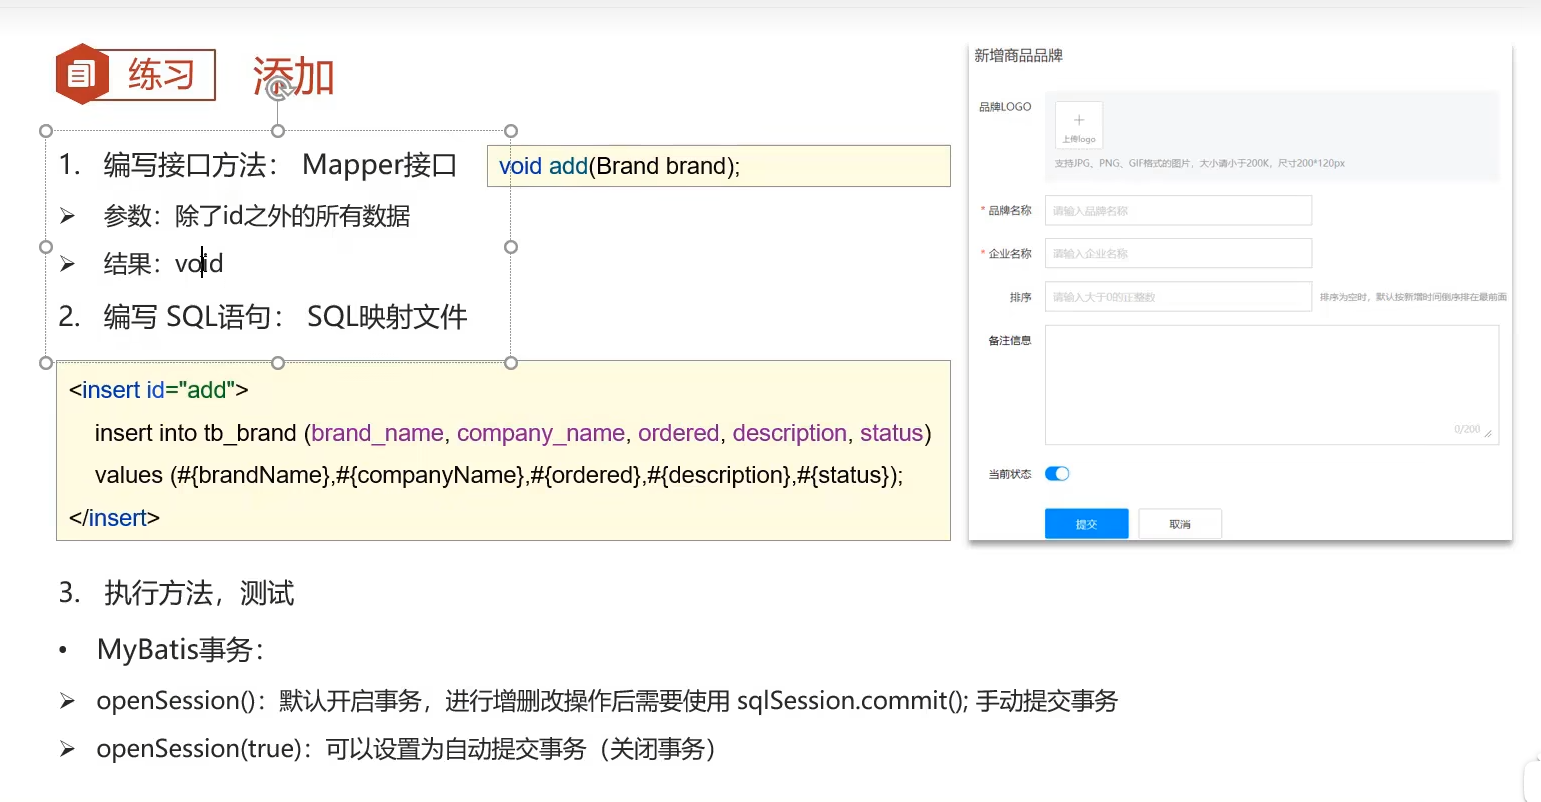 练习 添加
1. 编写接口方法： Mapper接口
void add(Brand brand);
➢ 参数：除了id之外的所有数据
➢ 结果：void
2. 编写 SQL语句： SQL映射文件
<insert id="add">
insert into tb_brand (brand_name, company_name, ordered, description, status)
values (#{brandName},#{companyName},#{ordered},#{description},#{status});
</insert>
3. 执行方法，测试
• MyBatis事务：
➢ openSession()：默认开启事务，进行增删改操作后需要使用 sqlSession.commit(); 手动提交事务
➢ openSession(true)：可以设置为自动提交事务（关闭事务）
新增商品品牌
品牌LOGO
+
上传logo
支持JPG、PNG、GIF格式的图片，大小请小于200K，尺寸200*120px
* 品牌名称 请输入品牌名称
* 企业名称 请输入企业名称
排序 请输入大于0的正整数 排序为空时，默认按新增时间倒序排在最前面
备注信息
0/200
当前状态
提交 取消